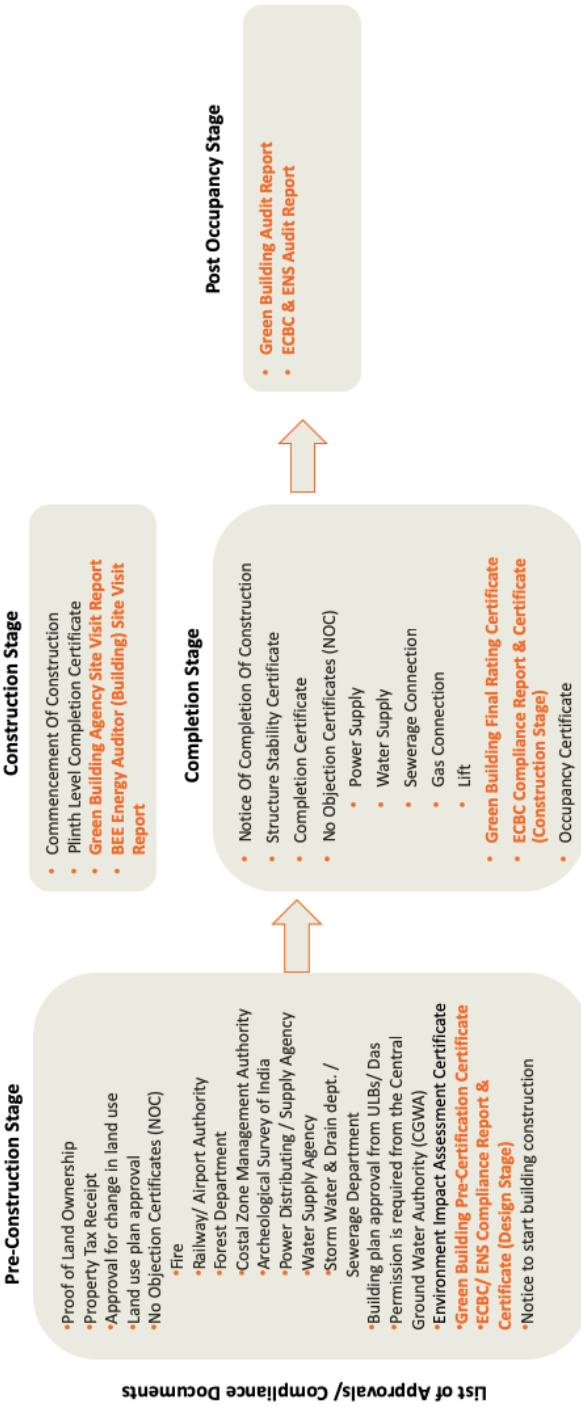 List of Approvals/ Compliance Documents
Pre-Construction Stage
•Proof of Land Ownership
•Property Tax Receipt
•Approval for change in land use
•Land use plan approval
•No Objection Certificates (NOC)
•Fire
•Railway/ Airport Authority
•Forest Department
•Costal Zone Management Authority
•Archeological Survey of India
•Power Distributing / Supply Agency
•Water Supply Agency
•Storm Water & Drain dept. /
Sewerage Department
•Building plan approval from ULBs/ Das
•Permission is required from the Central
Ground Water Authority (CGWA)
•Environment Impact Assessment Certificate
•Green Building Pre-Certification Certificate
•ECBC/ ENS Compliance Report &
Certificate (Design Stage)
•Notice to start building construction
Construction Stage
• Commencement Of Construction
• Plinth Level Completion Certificate
• Green Building Agency Site Visit Report
• BEE Energy Auditor (Building) Site Visit
Report
Completion Stage
• Notice Of Completion Of Construction
• Structure Stability Certificate
• Completion Certificate
• No Objection Certificates (NOC)
• Power Supply
• Water Supply
• Sewerage Connection
• Gas Connection
• Lift
• Green Building Final Rating Certificate
• ECBC Compliance Report & Certificate
(Construction Stage)
• Occupancy Certificate
Post Occupancy Stage
• Green Building Audit Report
• ECBC & ENS Audit Report